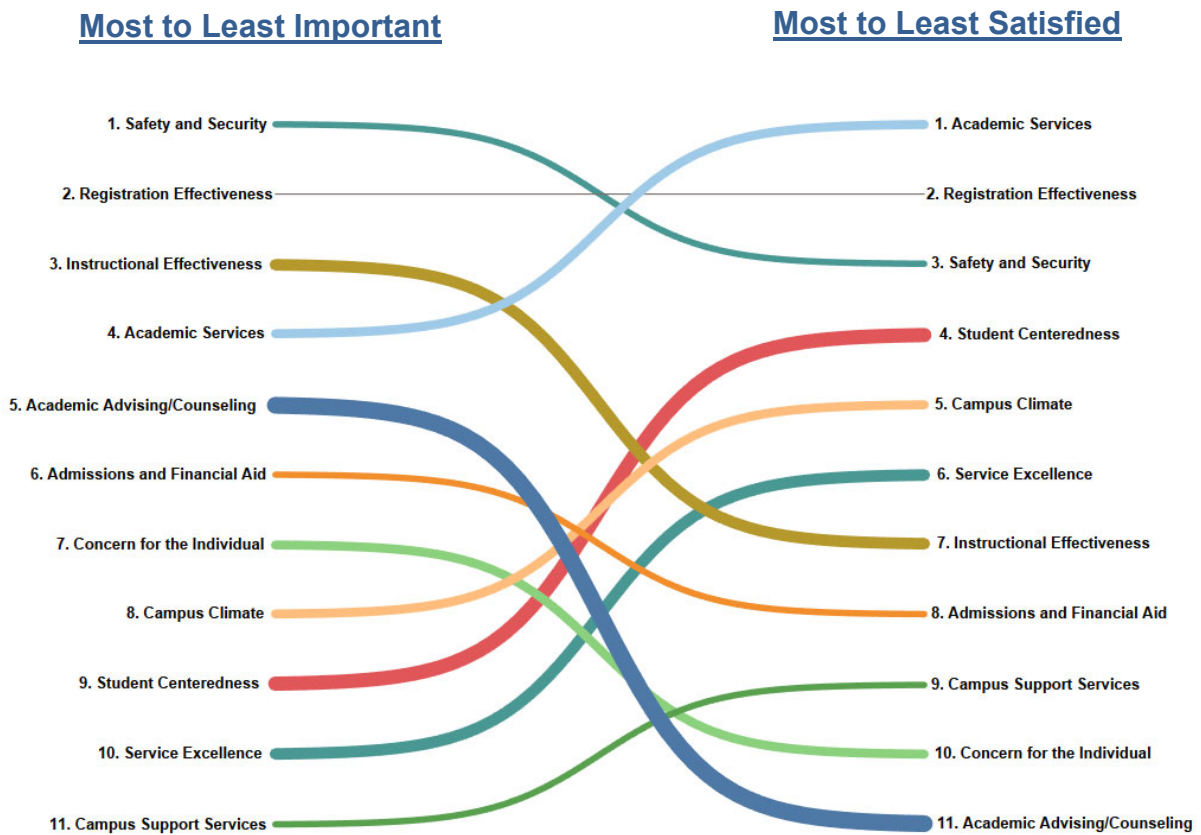 Most to Least Important
Most to Least Satisfied
1. Safety and Security
2. Registration Effectiveness
3. Instructional Effectiveness
4. Academic Services
5. Academic Advising/Counseling
6. Admissions and Financial Aid
7. Concern for the Individual
8. Campus Climate
9. Student Centeredness
10. Service Excellence
11. Campus Support Services
1. Academic Services
2. Registration Effectiveness
3. Safety and Security
4. Student Centeredness
5. Campus Climate
6. Service Excellence
7. Instructional Effectiveness
8. Admissions and Financial Aid
9. Campus Support Services
10. Concern for the Individual
11. Academic Advising/Counseling